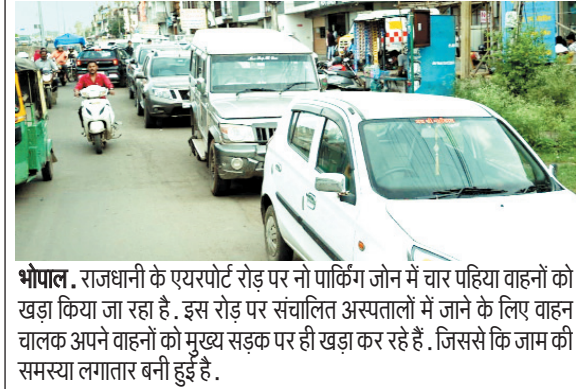 भोपाल. राजधानी के एयरपोर्ट रोड़ पर नो पार्किंग जोन में चार पहिया वाहनों को
खड़ा किया जा रहा है. इस रोड़ पर संचालित अस्पतालों में जाने के लिए वाहन
चालक अपने वाहनों को मुख्य सड़क पर ही खड़ा कर रहे हैं. जिससे कि जाम की
समस्या लगातार बनी हुई है.